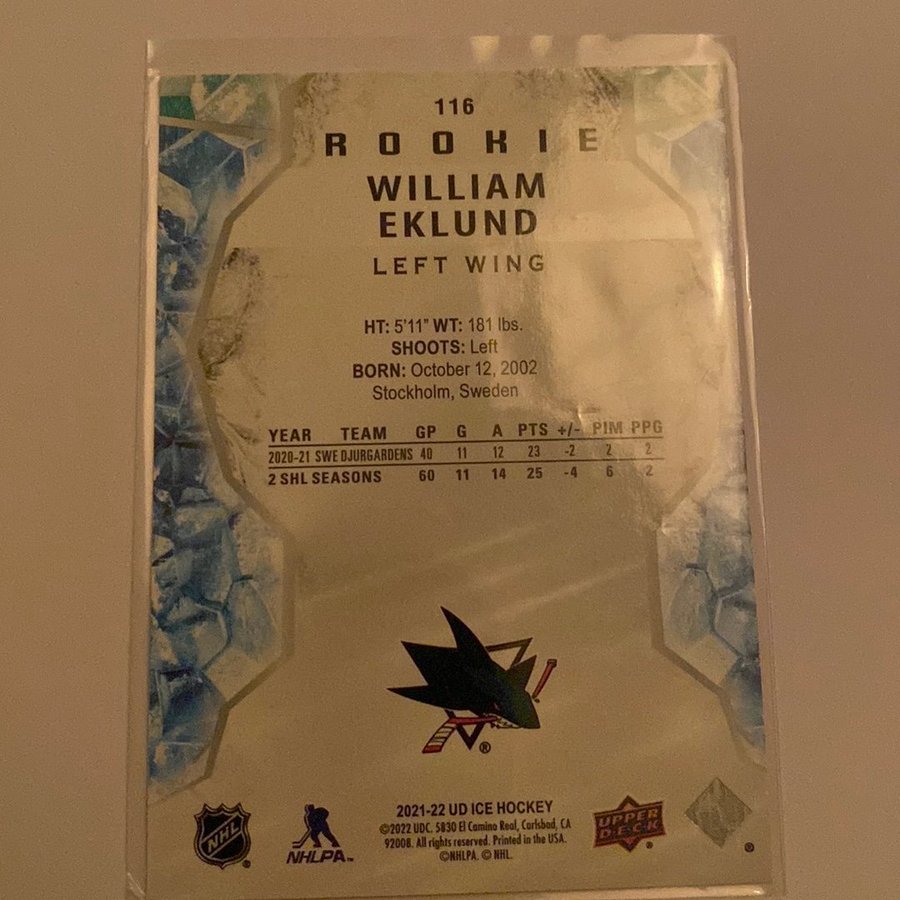 116
ROOKIE
WILLIAM
EKLUND
LEFT WING
HT: 5'11" WT: 181 lbs.
SHOOTS: Left
BORN: October 12, 2002
Stockholm, Sweden
YEAR TEAM GP G A PTS +/- PIM PPG
2020-21 SWE DJURGARDENS 40 11 12 23 -2 2 2
2 SHL SEASONS 60 11 14 25 -4 6 2
®
2021-22 UD ICE HOCKEY
©2022 UDC. 5830 El Camino Real, Carlsbad, CA
92008. All rights reserved. Printed in the USA.
©NHLPA. © NHL.
NHL ®
NHLPA™
UPPER
DECK ®
®